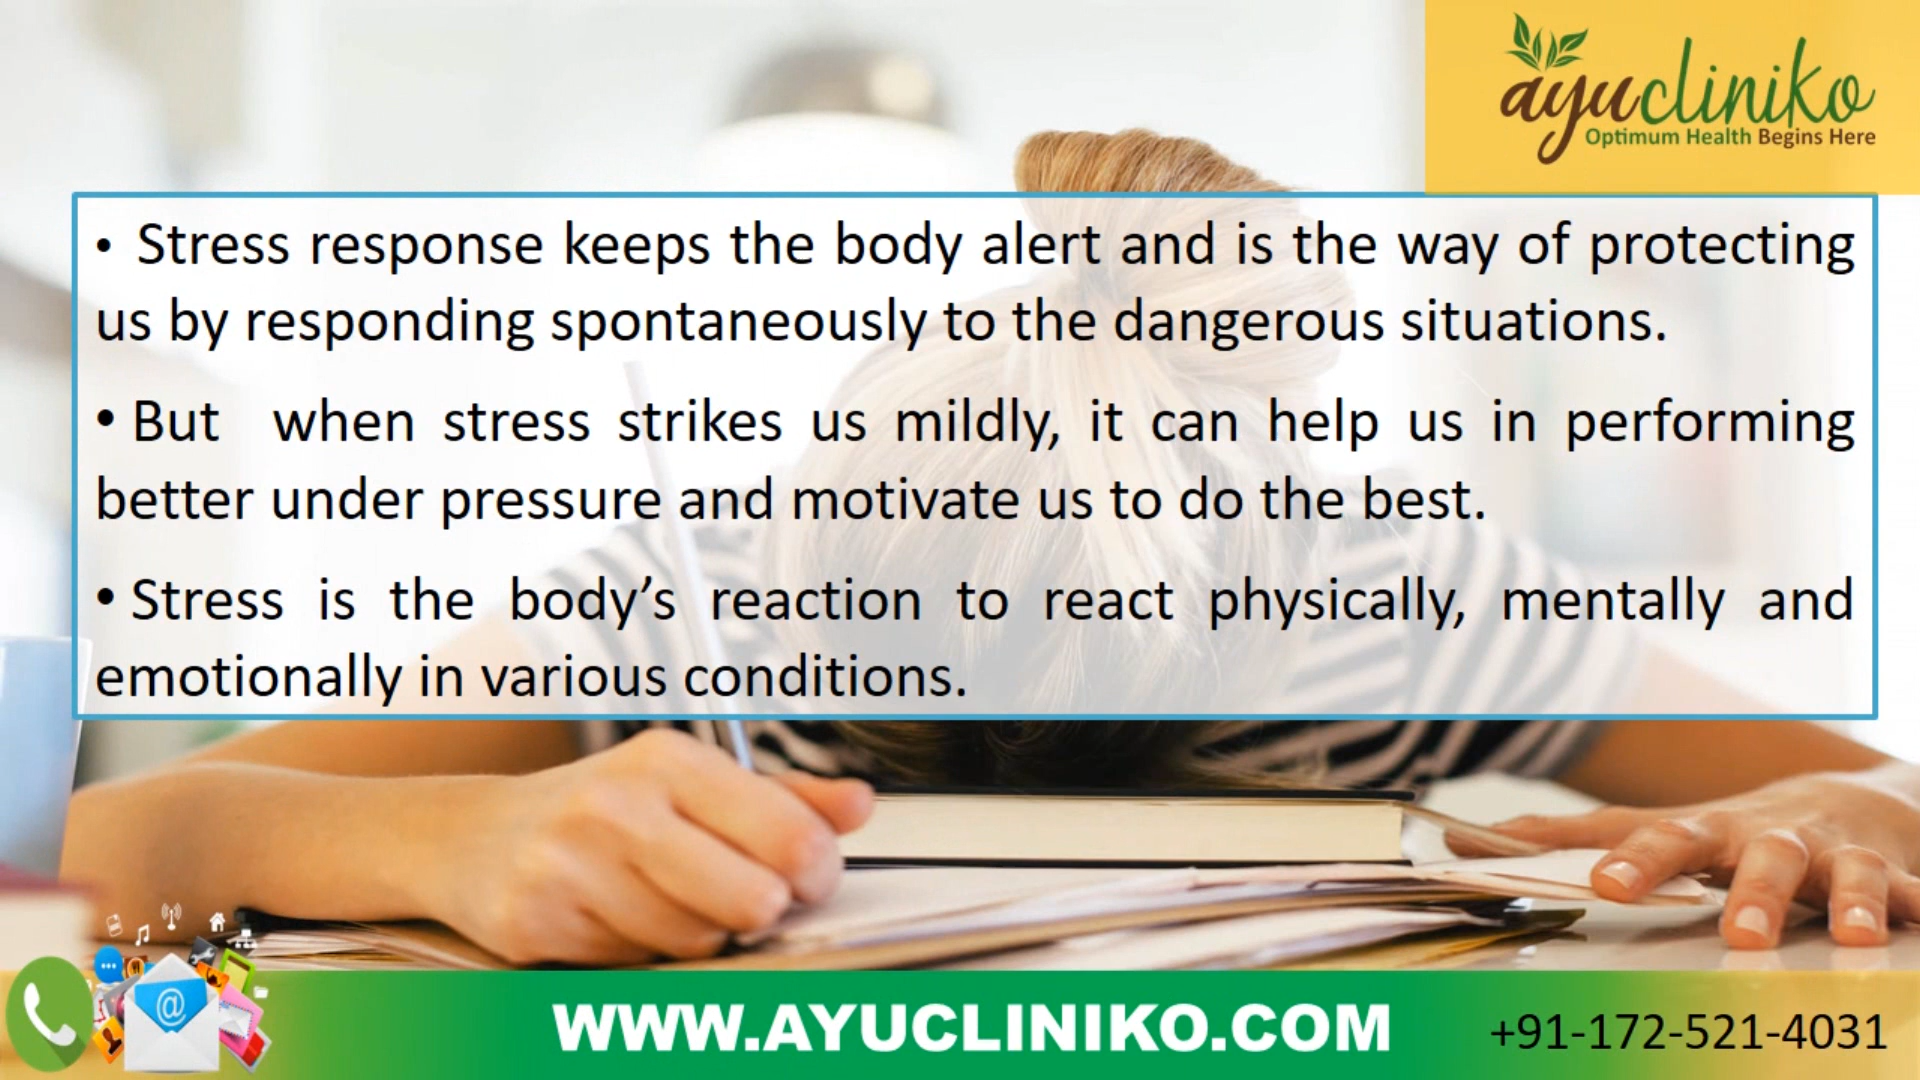 ayucliniko
Optimum Health Begins Here
• Stress response keeps the body alert and is the way of protecting
us by responding spontaneously to the dangerous situations.
• But when stress strikes us mildly, it can help us in performing
better under pressure and motivate us to do the best.
• Stress is the body’s reaction to react physically, mentally and
emotionally in various conditions.
@
WWW.AYUCLINIKO.COM
+91-172-521-4031